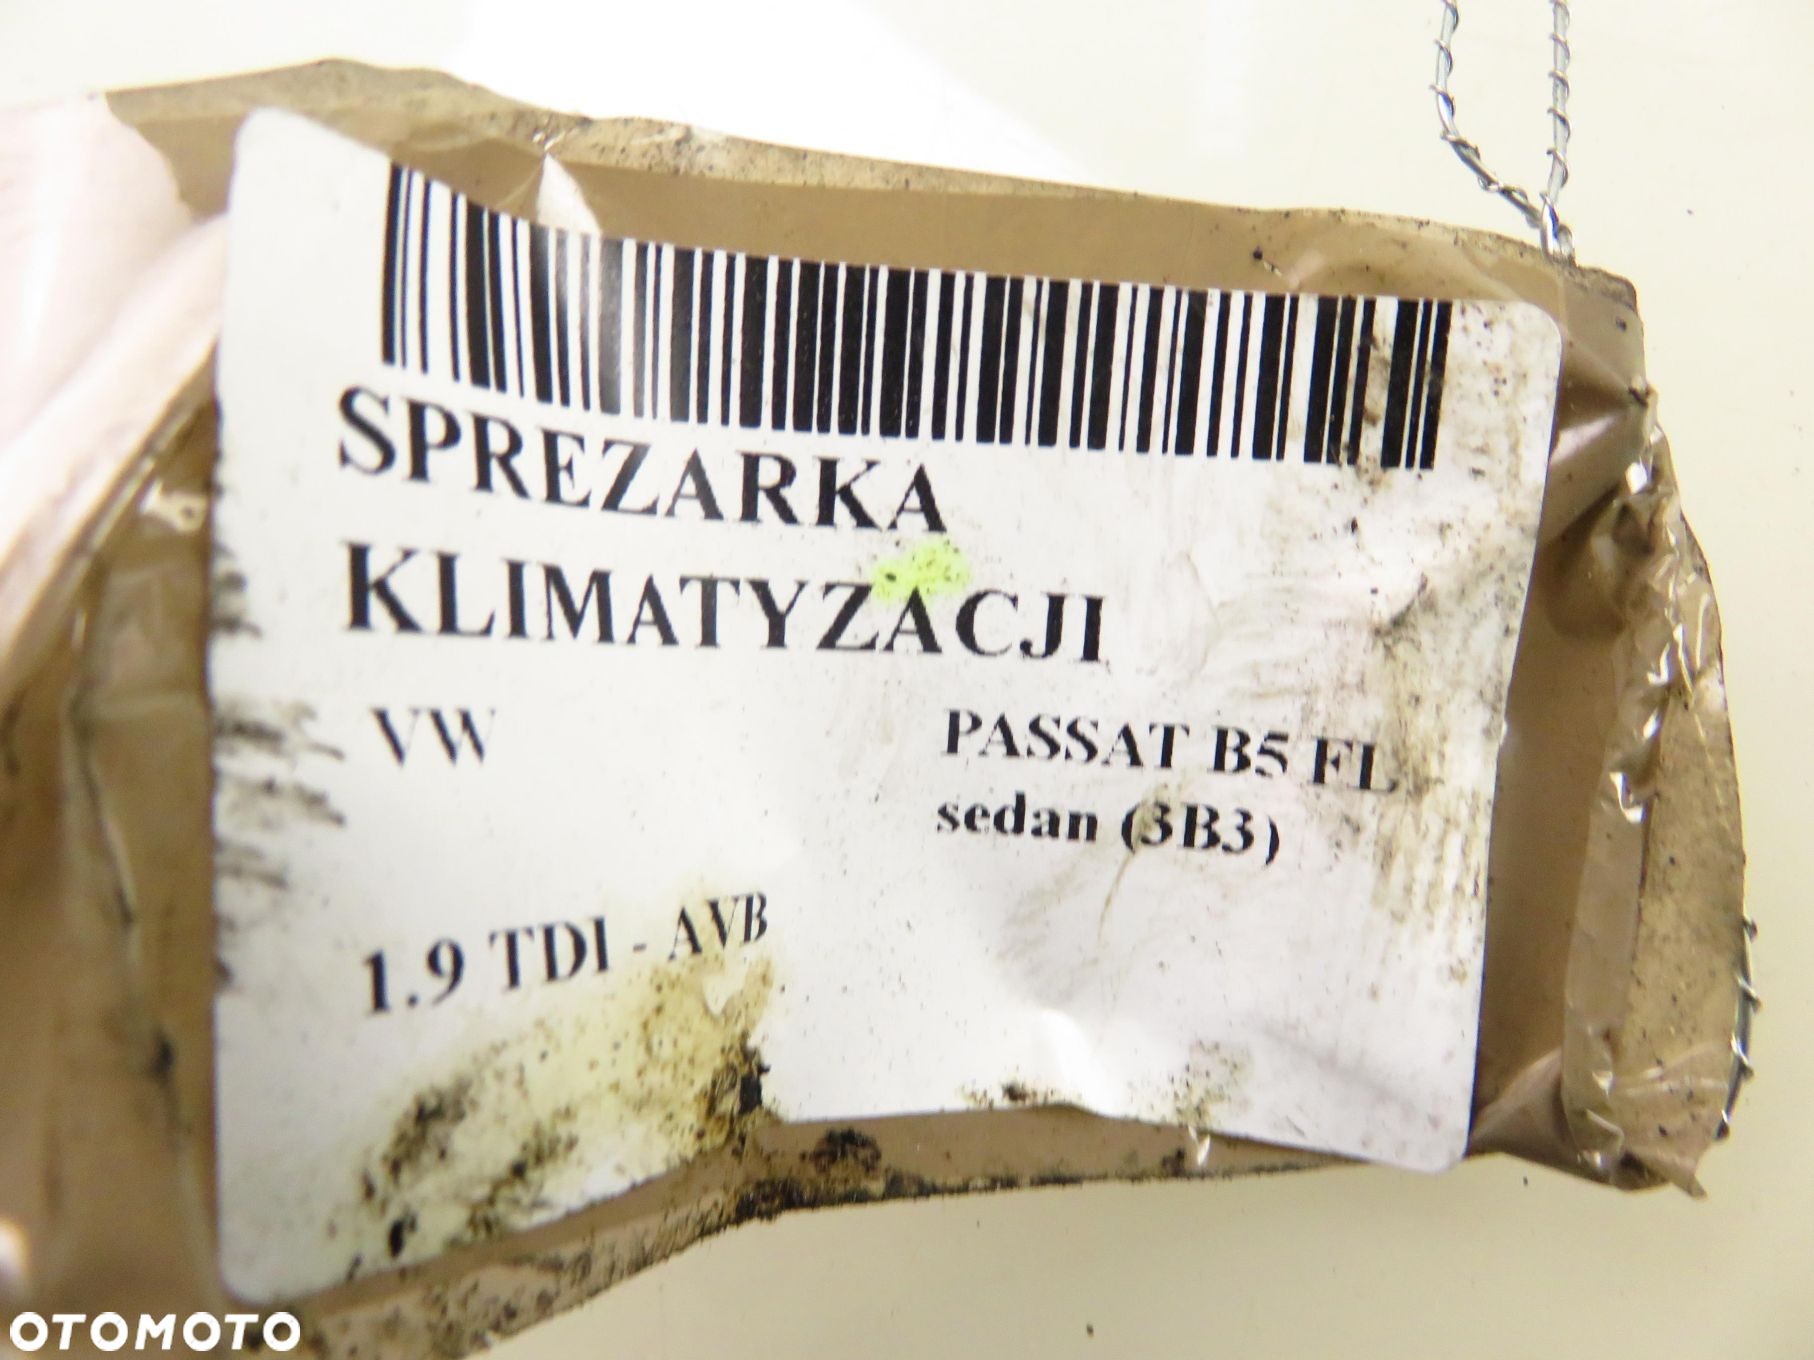 SPREZARKA
KLIMATYZACJI
VW
PASSAT B5 FL
sedan (3B3)
1.9 TDI - AVB
OTOMOTO